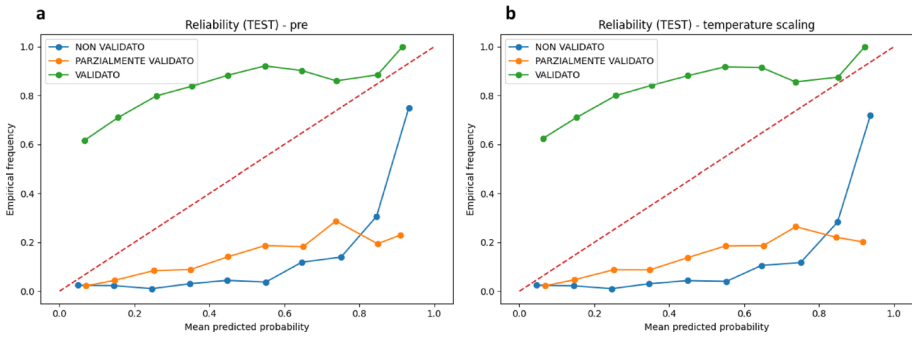 a
Reliability (TEST) - pre
NON VALIDATO
PARZIALMENTE VALIDATO
VALIDATO
1.0
0.8
0.6
0.4
0.2
0.0
Empirical frequency
0.0 0.2 0.4 0.6 0.8 1.0
Mean predicted probability
b
Reliability (TEST) - temperature scaling
NON VALIDATO
PARZIALMENTE VALIDATO
VALIDATO
1.0
0.8
0.6
0.4
0.2
0.0
Empirical frequency
0.0 0.2 0.4 0.6 0.8 1.0
Mean predicted probability